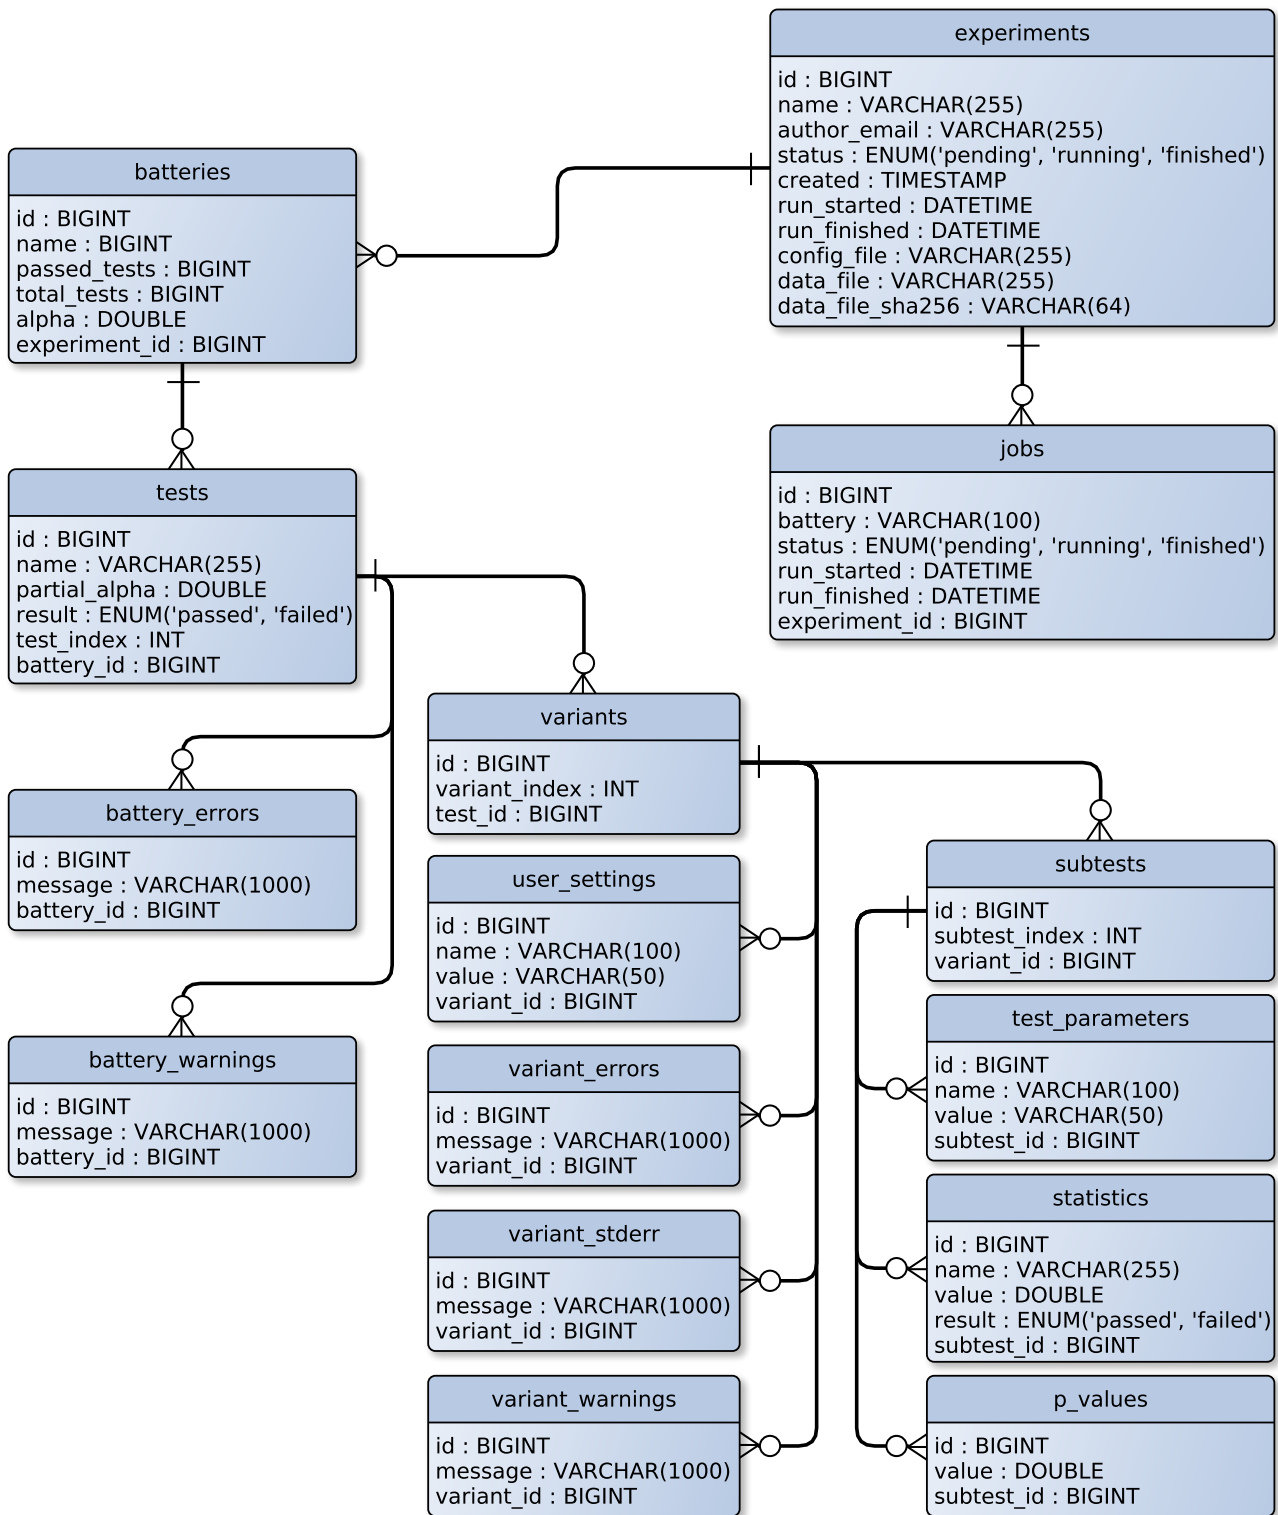 experiments
id : BIGINT
name : VARCHAR(255)
author_email : VARCHAR(255)
status : ENUM('pending', 'running', 'finished')
created : TIMESTAMP
run_started : DATETIME
run_finished : DATETIME
config_file : VARCHAR(255)
data_file : VARCHAR(255)
data_file_sha256 : VARCHAR(64)
batteries
id : BIGINT
name : BIGINT
passed_tests : BIGINT
total_tests : BIGINT
alpha : DOUBLE
experiment_id : BIGINT
jobs
id : BIGINT
battery : VARCHAR(100)
status : ENUM('pending', 'running', 'finished')
run_started : DATETIME
run_finished : DATETIME
experiment_id : BIGINT
tests
id : BIGINT
name : VARCHAR(255)
partial_alpha : DOUBLE
result : ENUM('passed', 'failed')
test_index : INT
battery_id : BIGINT
variants
id : BIGINT
variant_index : INT
test_id : BIGINT
battery_errors
id : BIGINT
message : VARCHAR(1000)
battery_id : BIGINT
user_settings
id : BIGINT
name : VARCHAR(100)
value : VARCHAR(50)
variant_id : BIGINT
subtests
id : BIGINT
subtest_index : INT
variant_id : BIGINT
battery_warnings
id : BIGINT
message : VARCHAR(1000)
battery_id : BIGINT
variant_errors
id : BIGINT
message : VARCHAR(1000)
variant_id : BIGINT
test_parameters
id : BIGINT
name : VARCHAR(100)
value : VARCHAR(50)
subtest_id : BIGINT
variant_stderr
id : BIGINT
message : VARCHAR(1000)
variant_id : BIGINT
statistics
id : BIGINT
name : VARCHAR(255)
value : DOUBLE
result : ENUM('passed', 'failed')
subtest_id : BIGINT
variant_warnings
id : BIGINT
message : VARCHAR(1000)
variant_id : BIGINT
p_values
id : BIGINT
value : DOUBLE
subtest_id : BIGINT